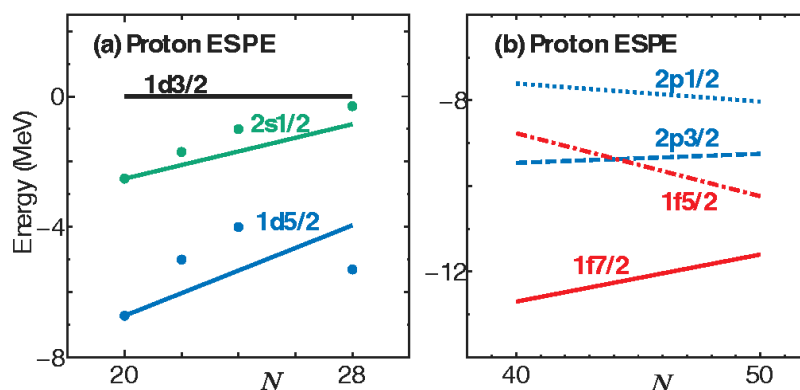 (a) Proton ESPE
(b) Proton ESPE
1d3/2
2s1/2
1d5/2
2p1/2
2p3/2
1f5/2
1f7/2
Energy (MeV)
0
−4
−8
20
N
28
−8
−12
40
N
50